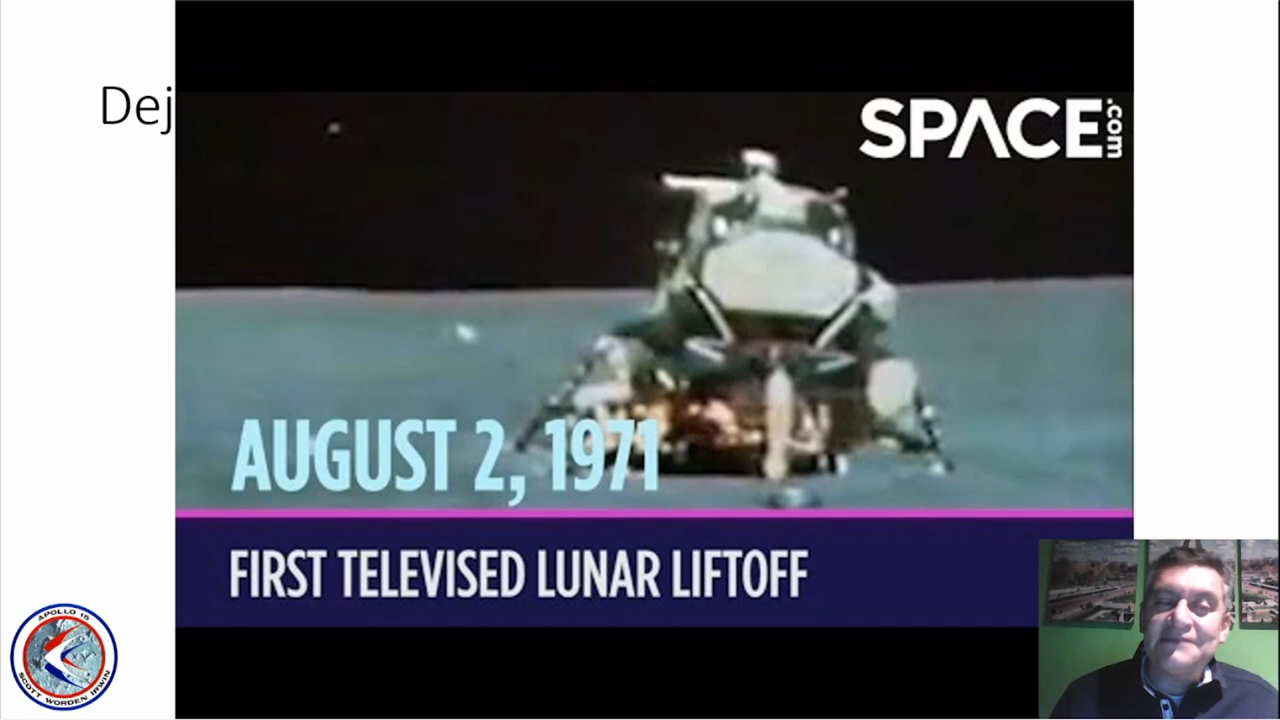 Dej
SPACE.com
AUGUST 2, 1971
FIRST TELEVISED LUNAR LIFTOFF
APOLLO 15
SCOTT WORDEN IRWIN